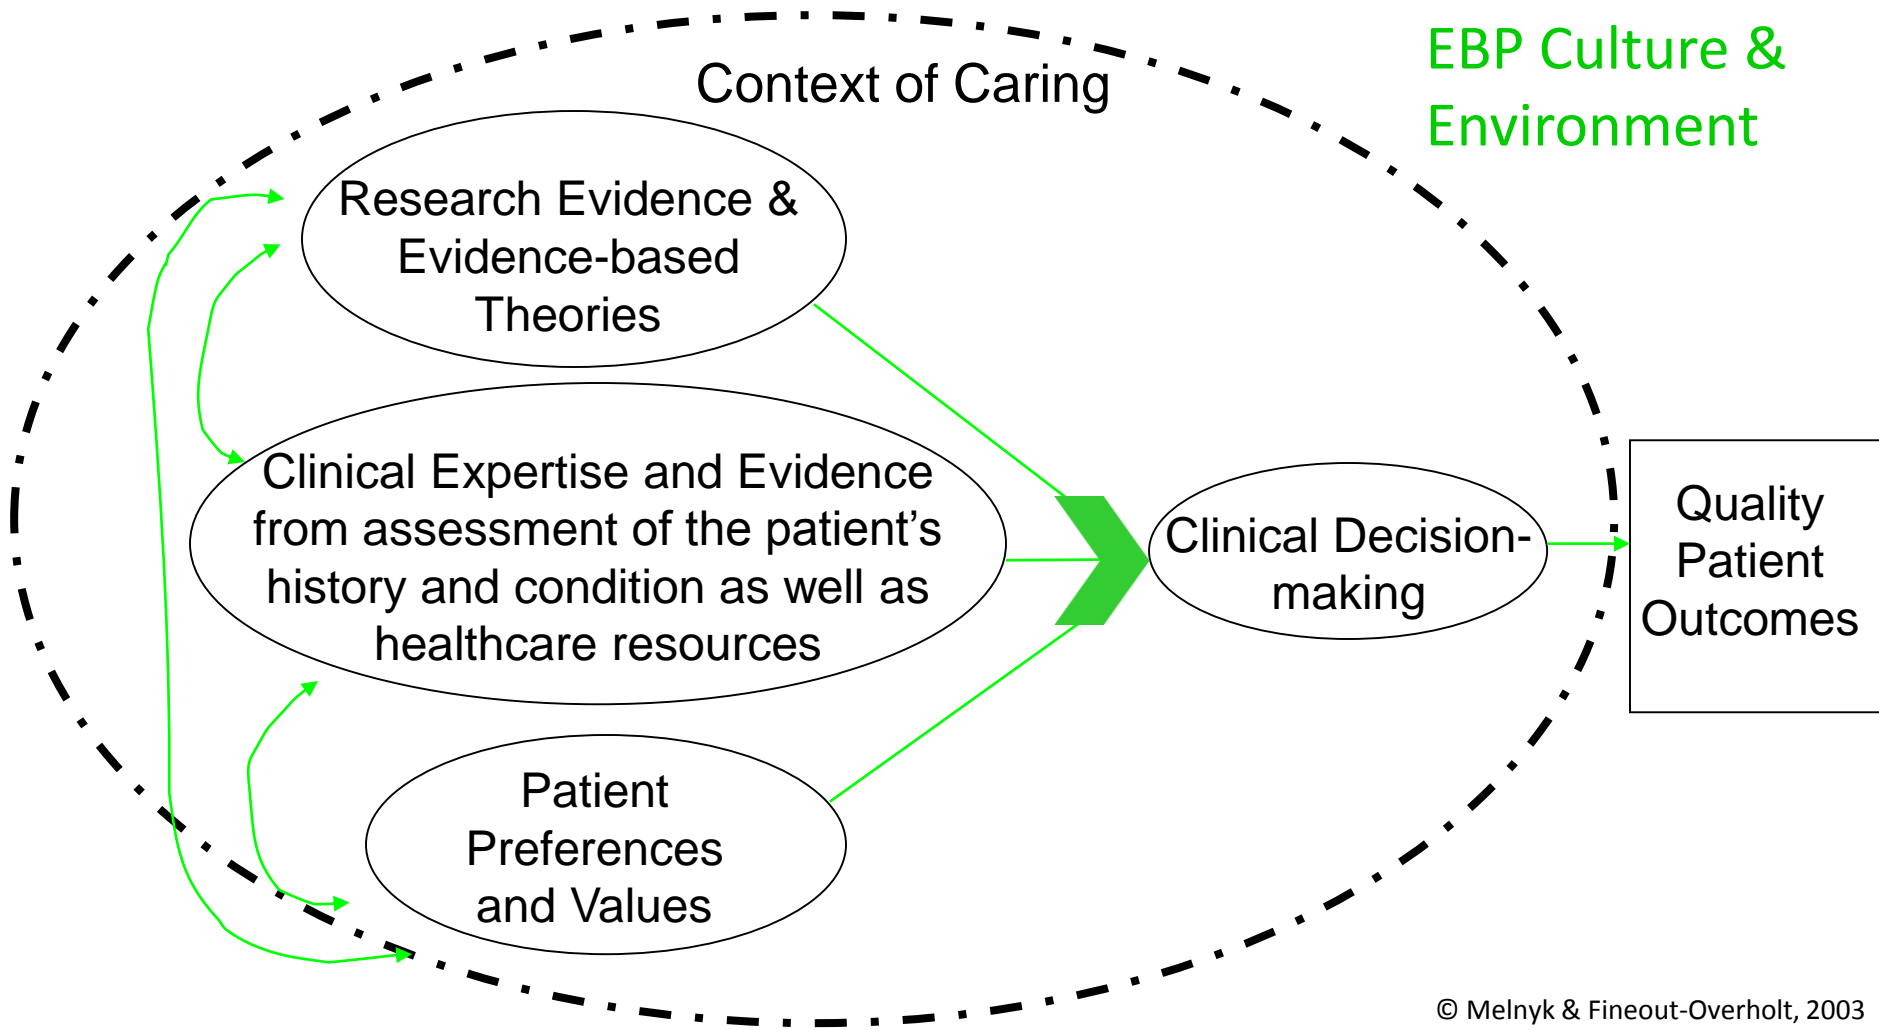 EBP Culture &
Environment
Context of Caring
Research Evidence &
Evidence-based
Theories
Clinical Expertise and Evidence
from assessment of the patient’s
history and condition as well as
healthcare resources
Patient
Preferences
and Values
Clinical Decision-
making
Quality
Patient
Outcomes
© Melnyk & Fineout-Overholt, 2003